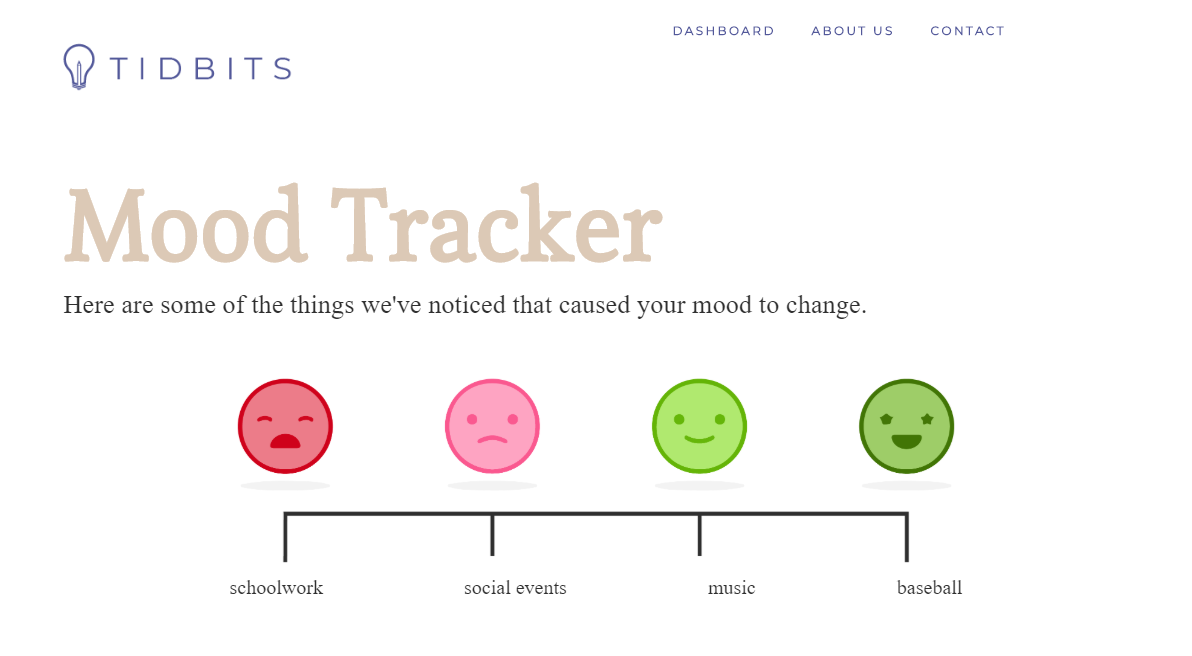 DASHBOARD ABOUT US CONTACT
TIDBITS
Mood Tracker
Here are some of the things we've noticed that caused your mood to change.
schoolwork social events music baseball